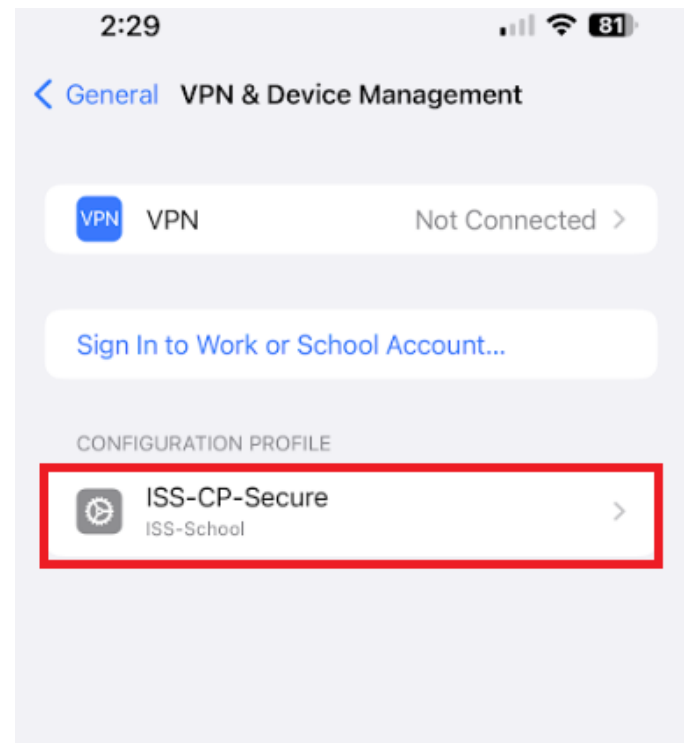 2:29 81
General VPN & Device Management
VPN VPN Not Connected
Sign In to Work or School Account...
CONFIGURATION PROFILE
ISS-CP-Secure
ISS-School